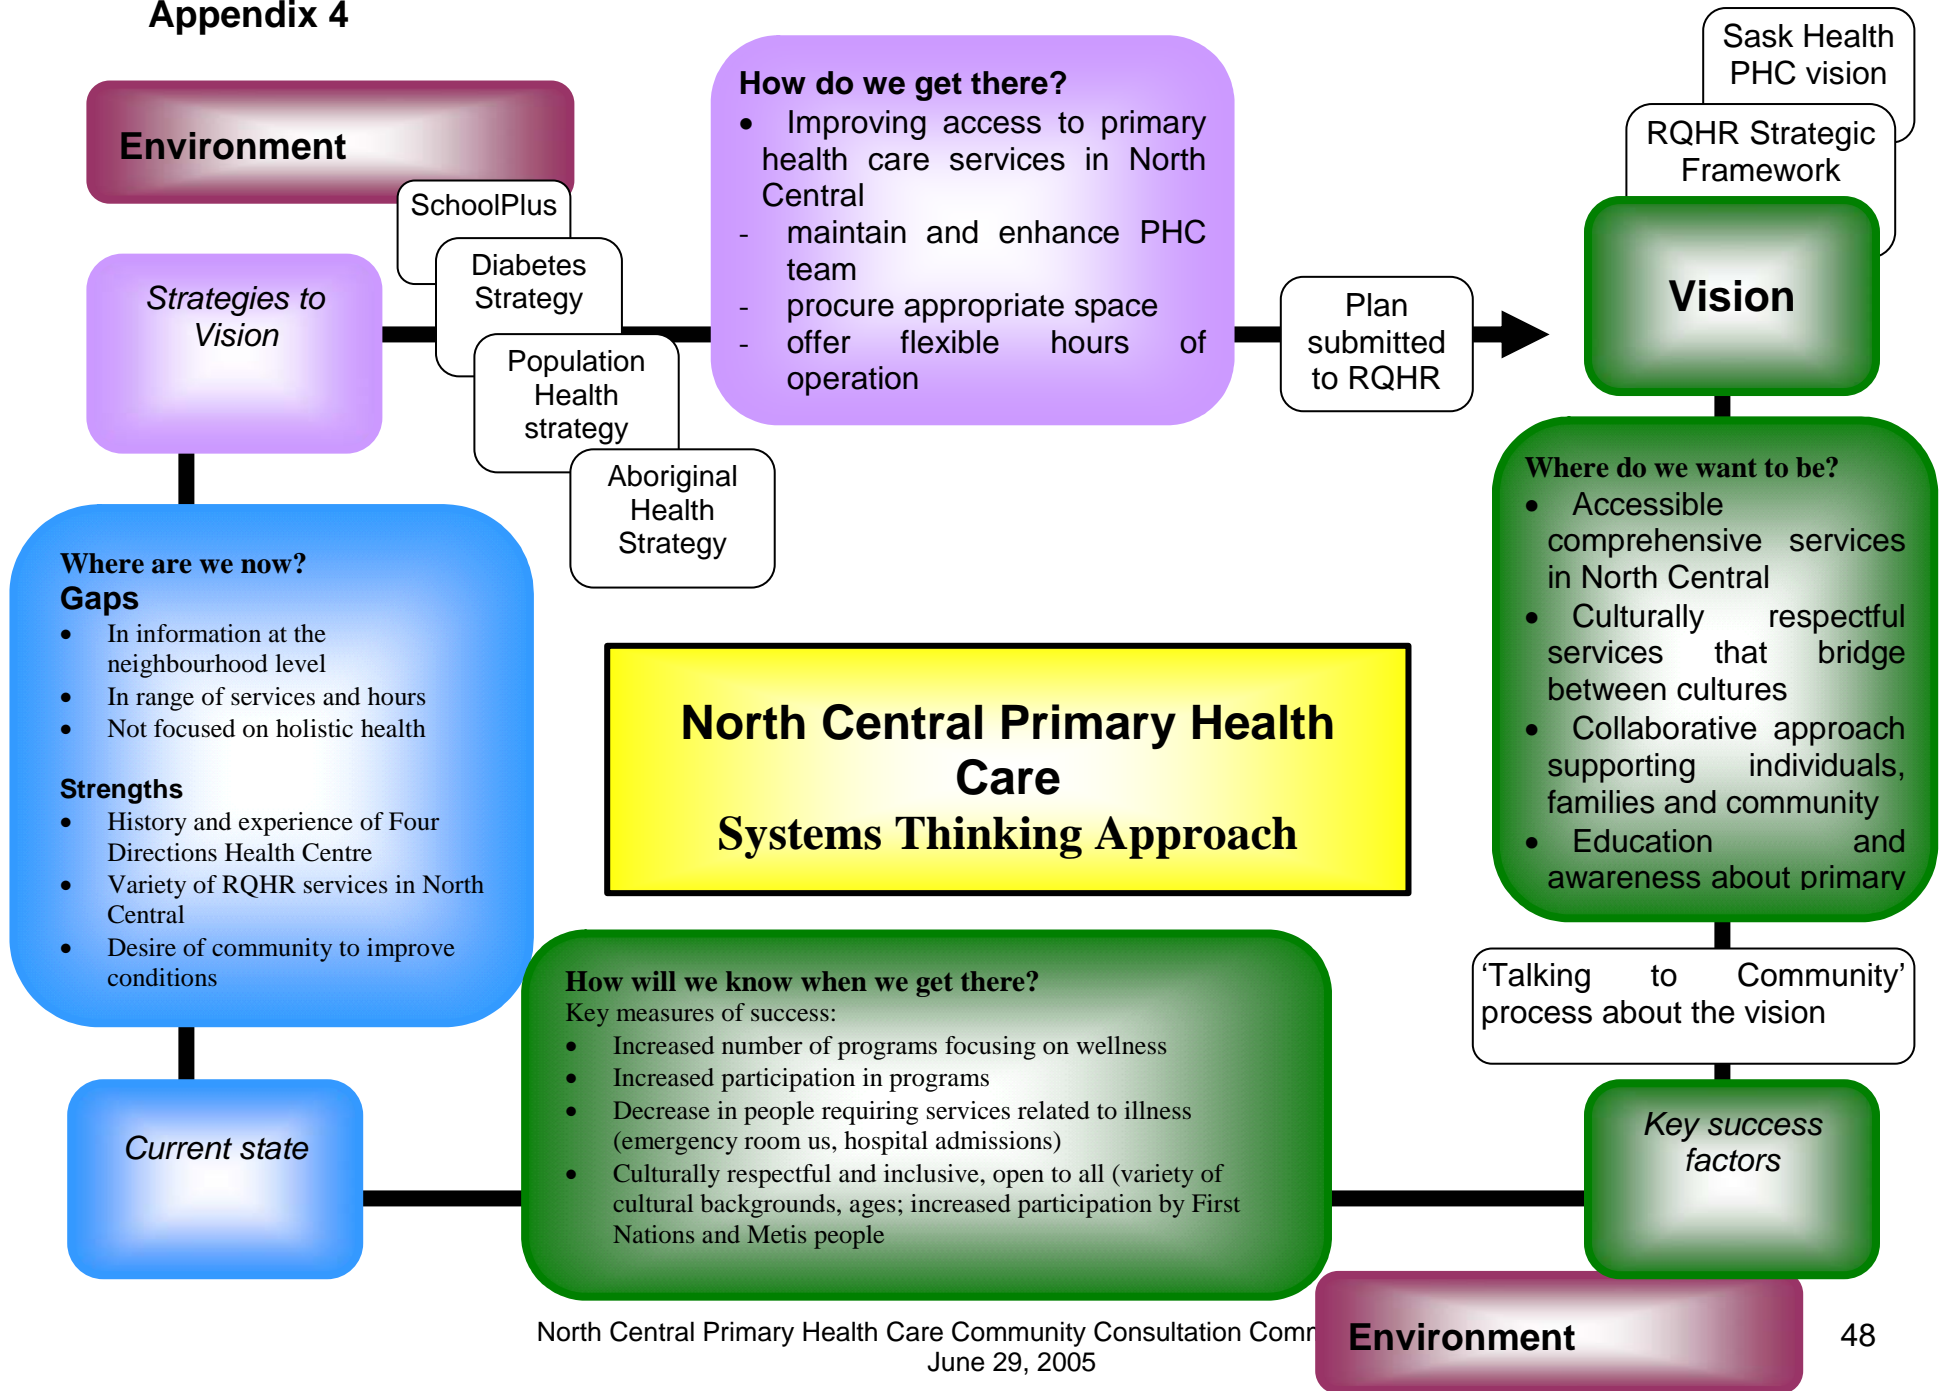 Appendix 4
Environment
SchoolPlus
Diabetes
Strategy
Population
Health
strategy
Aboriginal
Health
Strategy
Strategies to
Vision
How do we get there?
• Improving access to primary
health care services in North
Central
- maintain and enhance PHC
team
- procure appropriate space
- offer flexible hours of
operation
Plan
submitted
to RQHR
Sask Health
PHC vision
RQHR Strategic
Framework
Vision
Where do we want to be?
• Accessible
comprehensive services
in North Central
• Culturally respectful
services that bridge
between cultures
• Collaborative approach
supporting individuals,
families and community
• Education and
awareness about primary
Where are we now?
Gaps
• In information at the
neighbourhood level
• In range of services and hours
• Not focused on holistic health
Strengths
• History and experience of Four
Directions Health Centre
• Variety of RQHR services in North
Central
• Desire of community to improve
conditions
North Central Primary Health
Care
Systems Thinking Approach
'Talking to Community'
process about the vision
How will we know when we get there?
Key measures of success:
• Increased number of programs focusing on wellness
• Increased participation in programs
• Decrease in people requiring services related to illness
(emergency room us, hospital admissions)
• Culturally respectful and inclusive, open to all (variety of
cultural backgrounds, ages; increased participation by First
Nations and Metis people
Current state
Key success
factors
North Central Primary Health Care Community Consultation
June 29, 2005
Environment
48